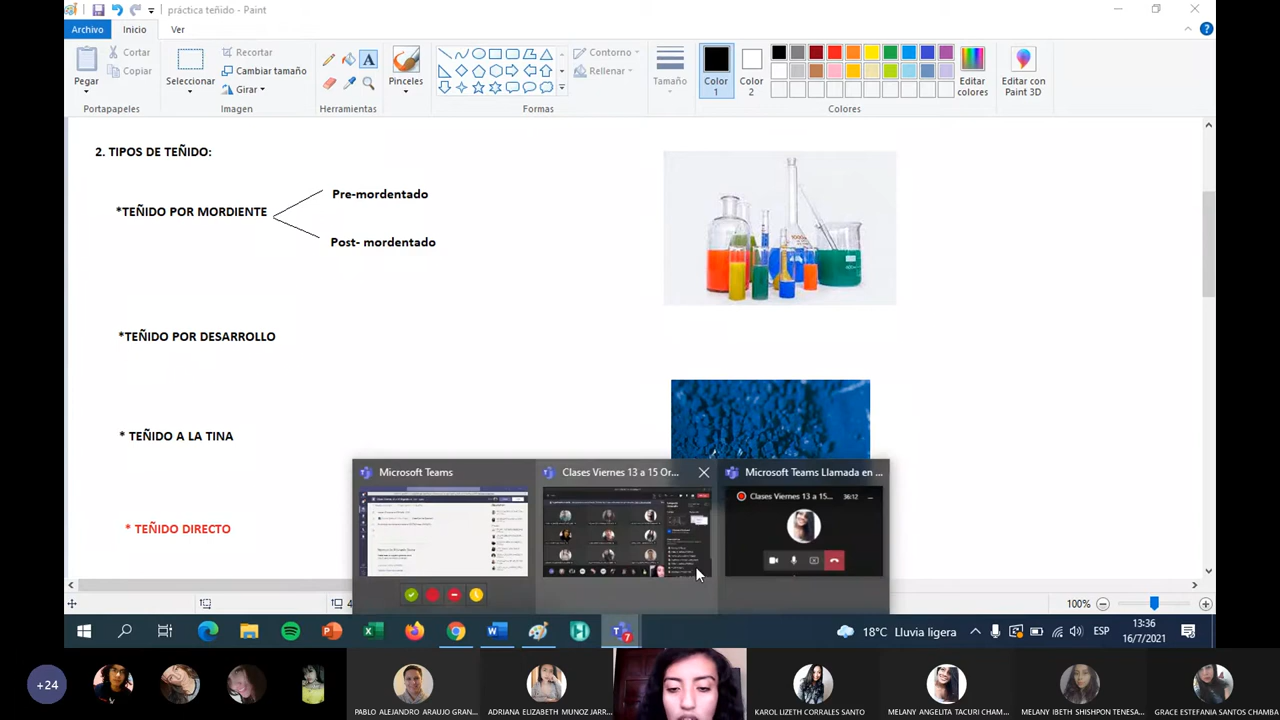 práctica teñido - Paint
Archivo
Inicio
Ver
Pegar
Cortar
Copiar
Portapapeles
Seleccionar
Recortar
Cambiar tamaño
Girar
Imagen
A
Herramientas
Pinceles
Contorno
Rellenar
Formas
Tamaño
Color
1
Color
2
Editar
colores
Editar con
Paint 3D
Colores
2. TIPOS DE TEÑIDO:
*TEÑIDO POR MORDIENTE
Pre-mordentado
Post- mordentado
*TEÑIDO POR DESARROLLO
* TEÑIDO A LA TINA
* TEÑIDO DIRECTO
Microsoft Teams
Clases Viernes 13 a 15 Or...
Microsoft Teams Llamada en ...
Clases Viernes 13 a 15...
36:12
100%
18°C Lluvia ligera
ESP
13:36
16/7/2021
7
+24
PABLO ALEJANDRO ARAUJO GRAN...
ADRIANA ELIZABETH MUNOZ JARR...
KAROL LIZETH CORRALES SANTO
MELANY ANGELITA TACURI CHAM...
MELANY IBETH SHISHPON TENESA...
GRACE ESTEFANIA SANTOS CHAMBA